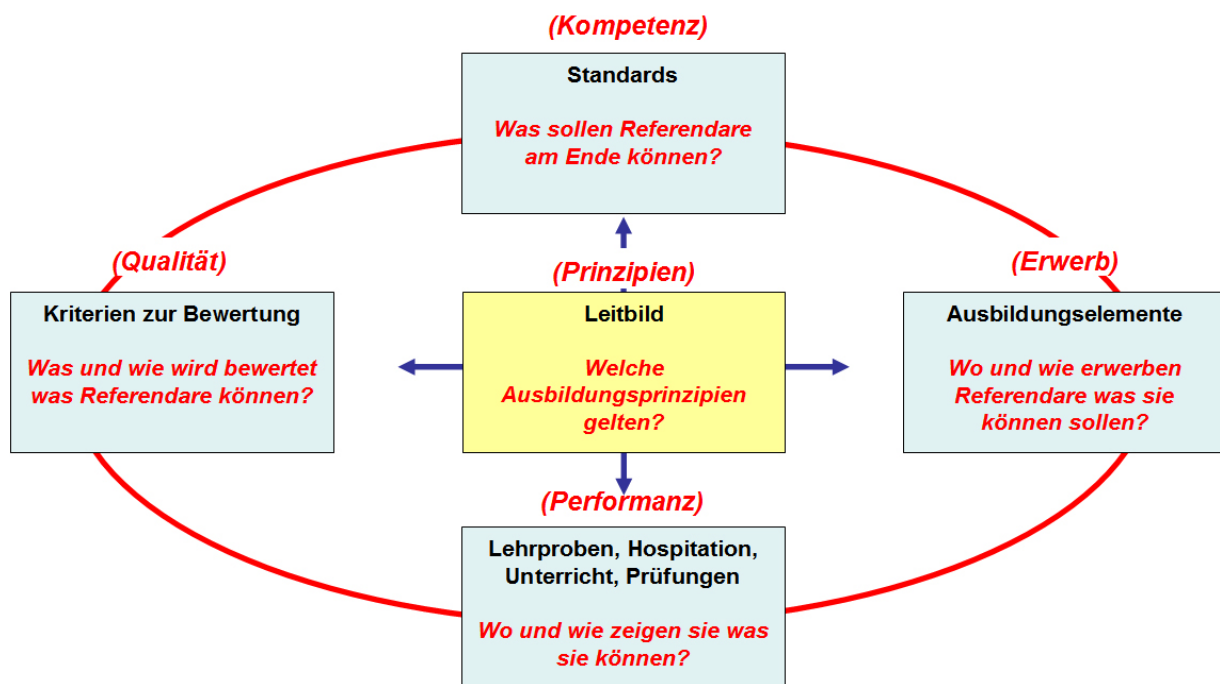 (Kompetenz)
Standards
Was sollen Referendare
am Ende können?
(Qualität)
Kriterien zur Bewertung
Was und wie wird bewertet
was Referendare können?
(Prinzipien)
Leitbild
Welche
Ausbildungsprinzipien
gelten?
(Erwerb)
Ausbildungselemente
Wo und wie erwerben
Referendare was sie
können sollen?
(Performanz)
Lehrproben, Hospitation,
Unterricht, Prüfungen
Wo und wie zeigen sie was
sie können?